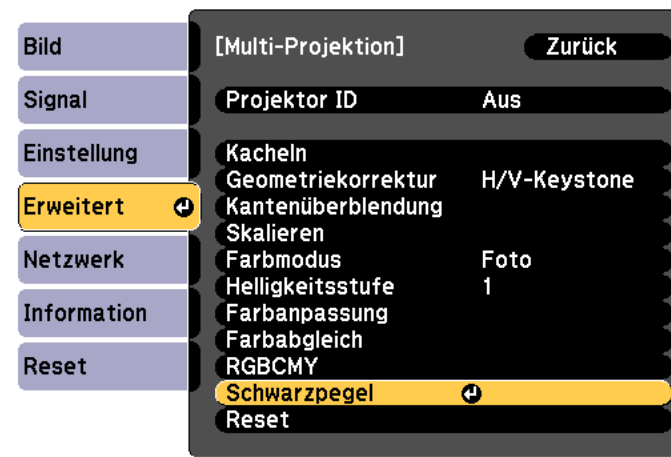 Bild
Signal
Einstellung
Erweitert
Netzwerk
Information
Reset
[Multi-Projektion] Zurück
Projektor ID Aus
Kacheln
Geometriekorrektur H/V-Keystone
Kantenüberblendung
Skalieren
Farbmodus Foto
Helligkeitsstufe 1
Farbanpassung
Farbabgleich
RGBCMY
Schwarzpegel
Reset